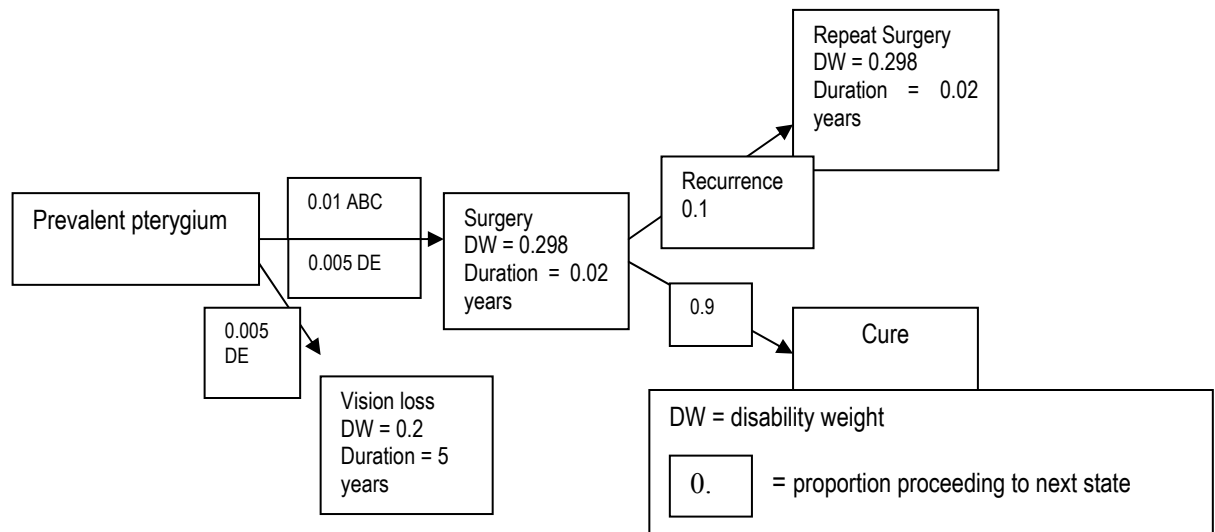 Prevalent pterygium
0.01 ABC
0.005 DE
0.005
DE
Vision loss
DW = 0.2
Duration = 5
years
Surgery
DW = 0.298
Duration = 0.02
years
Recurrence
0.1
Repeat Surgery
DW = 0.298
Duration = 0.02
years
0.9
Cure
DW = disability weight
0. = proportion proceeding to next state